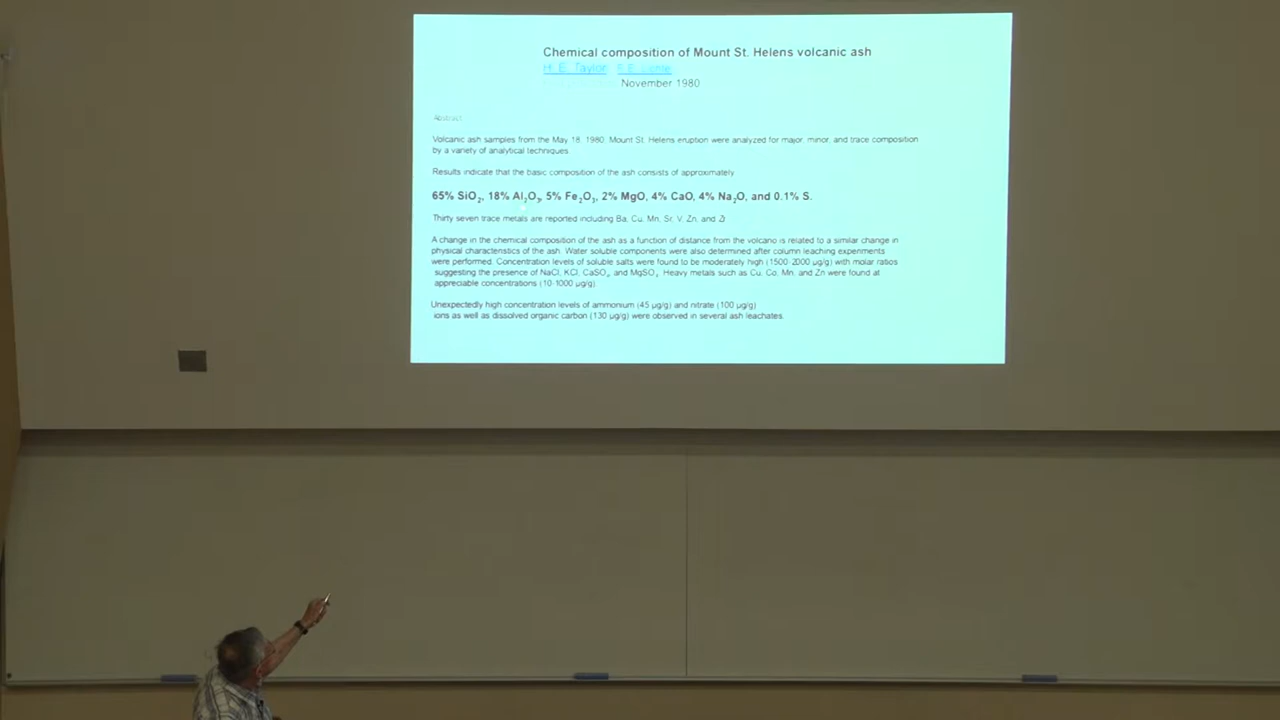 Chemical composition of Mount St. Helens volcanic ash
H. E. Taylor
November 1980
Abstract
Volcanic ash samples from the May 18, 1980, Mount St. Helens eruption were analyzed for major, minor, and trace composition
by a variety of analytical techniques.
Results indicate that the basic composition of the ash consists of approximately
65% SiO₂, 18% Al₂O₃, 5% Fe₂O₃, 2% MgO, 4% CaO, 4% Na₂O, and 0.1% S.
Thirty seven trace metals are reported including Ba, Cu, Mn, Sr, V, Zn, and Zr
A change in the chemical composition of the ash as a function of distance from the volcano is related to a similar change in
physical characteristics of the ash. Water soluble components were also determined after column leaching experiments
were performed. Concentration levels of soluble salts were found to be moderately high (1500-2000 μg/g) with molar ratios
suggesting the presence of NaCl, KCl, CaSO₄, and MgSO₄. Heavy metals such as Cu, Co, Mn, and Zn were found at
appreciable concentrations (10-1000 μg/g).
Unexpectedly high concentration levels of ammonium (45 μg/g) and nitrate (100 μg/g)
ions as well as dissolved organic carbon (130 μg/g) were observed in several ash leachates.